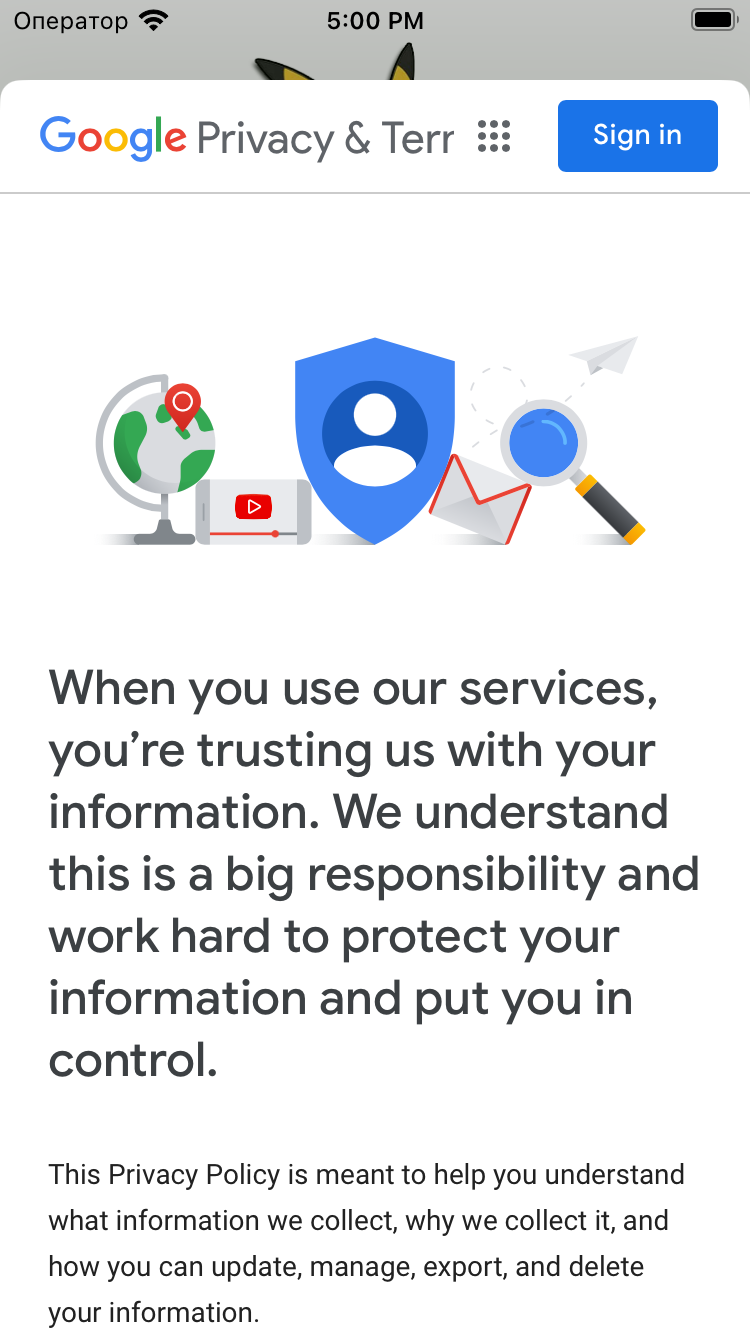 Оператор 5:00 PM
Google Privacy & Terr Sign in
When you use our services,
you’re trusting us with your
information. We understand
this is a big responsibility and
work hard to protect your
information and put you in
control.
This Privacy Policy is meant to help you understand
what information we collect, why we collect it, and
how you can update, manage, export, and delete
your information.